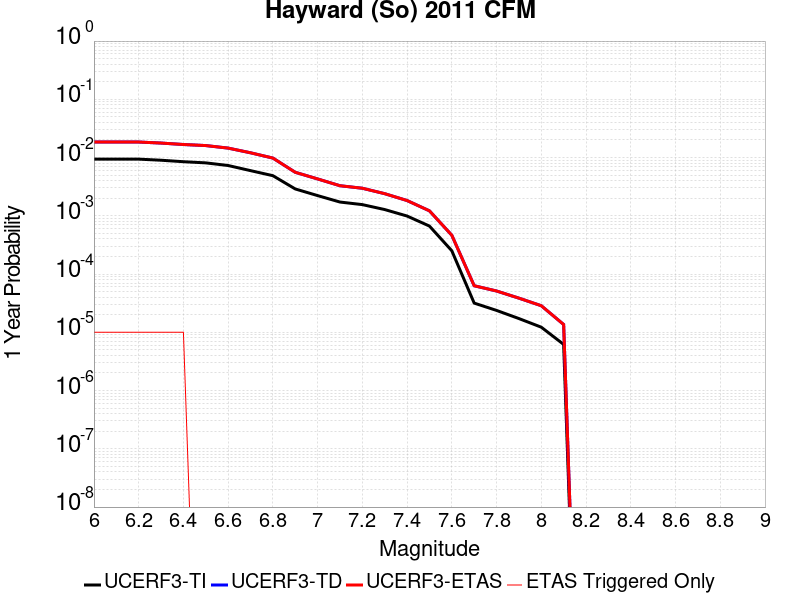 Hayward (So) 2011 CFM
10^0
10^-1
10^-2
10^-3
10^-4
10^-5
10^-6
10^-7
10^-8
1 Year Probability
6 6.2 6.4 6.6 6.8 7 7.2 7.4 7.6 7.8 8 8.2 8.4 8.6 8.8 9
Magnitude
UCERF3-TI UCERF3-TD UCERF3-ETAS ETAS Triggered Only